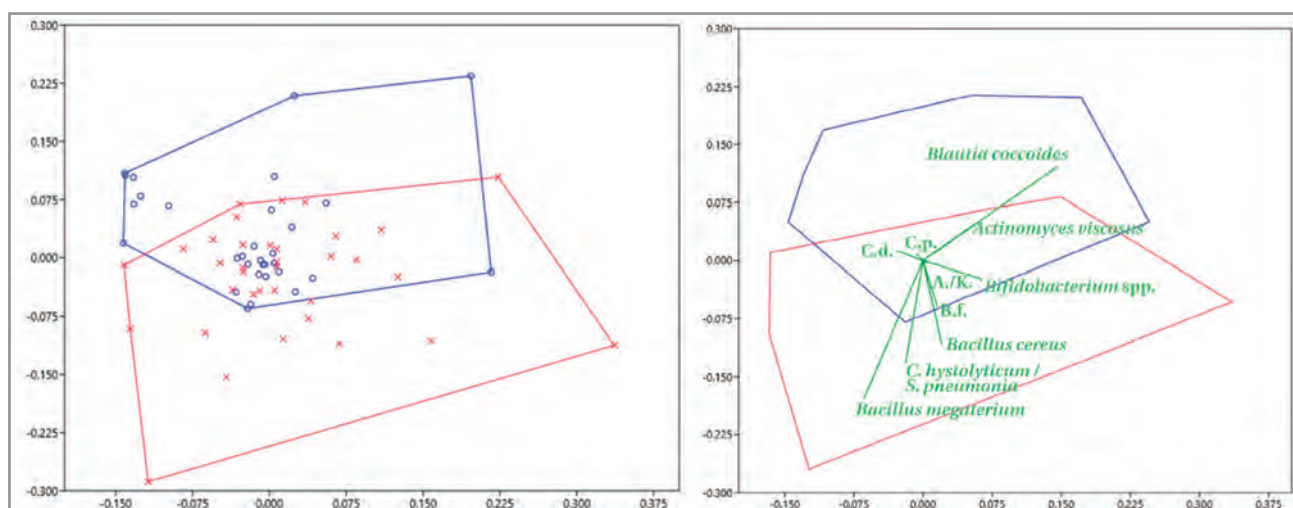 0.300
0.225
0.150
0.075
0.000
-0.075
-0.150
-0.225
-0.300
-0.150 -0.075 0.000 0.075 0.150 0.225 0.300 0.375
0.300
0.225
0.150
0.075
0.000
-0.075
-0.150
-0.225
-0.300
Blautia coccoides
Actinomyces viscosus
C.p.
C.d.
A./K.
Bifidobacterium spp.
B.f.
Bacillus cereus
C. hystolyticum /
S. pneumonia
Bacillus megaterium
-0.150 -0.075 0.000 0.075 0.150 0.225 0.300 0.375